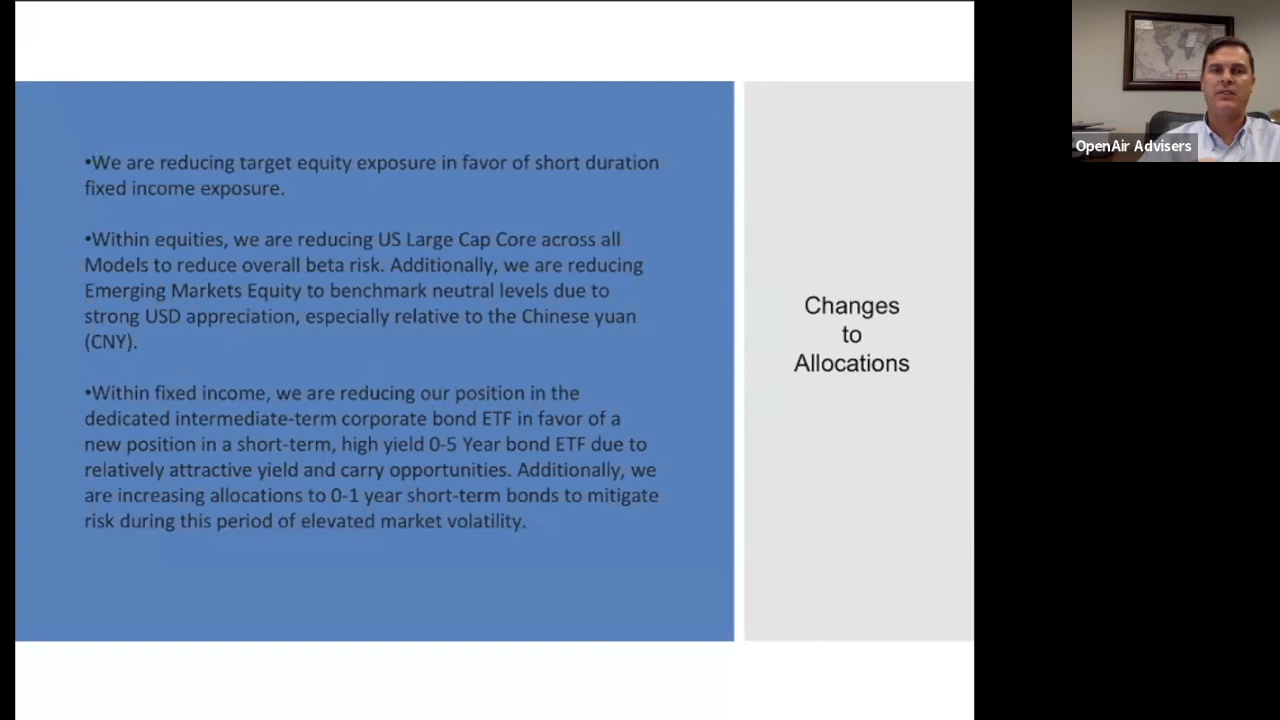 •We are reducing target equity exposure in favor of short duration
fixed income exposure.
•Within equities, we are reducing US Large Cap Core across all
Models to reduce overall beta risk. Additionally, we are reducing
Emerging Markets Equity to benchmark neutral levels due to
strong USD appreciation, especially relative to the Chinese yuan
(CNY).
•Within fixed income, we are reducing our position in the
dedicated intermediate-term corporate bond ETF in favor of a
new position in a short-term, high yield 0-5 Year bond ETF due to
relatively attractive yield and carry opportunities. Additionally, we
are increasing allocations to 0-1 year short-term bonds to mitigate
risk during this period of elevated market volatility.
Changes
to
Allocations
OpenAir Advisers